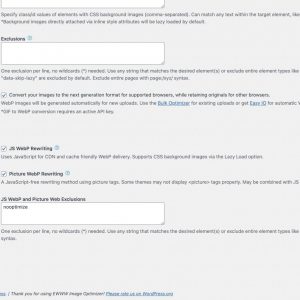 Specify class/id values of elements with CSS background images (comma-separated). Can match any text within the target element, like
*Background images directly attached via inline style attributes will be lazy loaded by default.
Exclusions
One exclusion per line, no wildcards (*) needed. Use any string that matches the desired element(s) or exclude entire element types like
"data-skip-lazy" are excluded by default. Exclude entire pages with page:/xyz/ syntax.
Convert your images to the next generation format for supported browsers, while retaining originals for other browsers.
WebP images will be generated automatically for new uploads. Use the Bulk Optimizer for existing uploads or get Easy IO for automatic
*GIF to WebP conversion requires an active API key.
JS WebP Rewriting
Uses JavaScript for CDN and cache friendly WebP delivery. Supports CSS background images via the Lazy Load option.
Picture WebP Rewriting
A JavaScript-free rewriting method using picture tags. Some themes may not display <picture> tags properly. May be combined with JS
JS WebP and Picture Web Exclusions
nooptimize
One exclusion per line, no wildcards (*) needed. Use any string that matches the desired element(s) or exclude entire element types like
syntax.
| Thank you for using EWWW Image Optimizer! Please rate us on WordPress.org